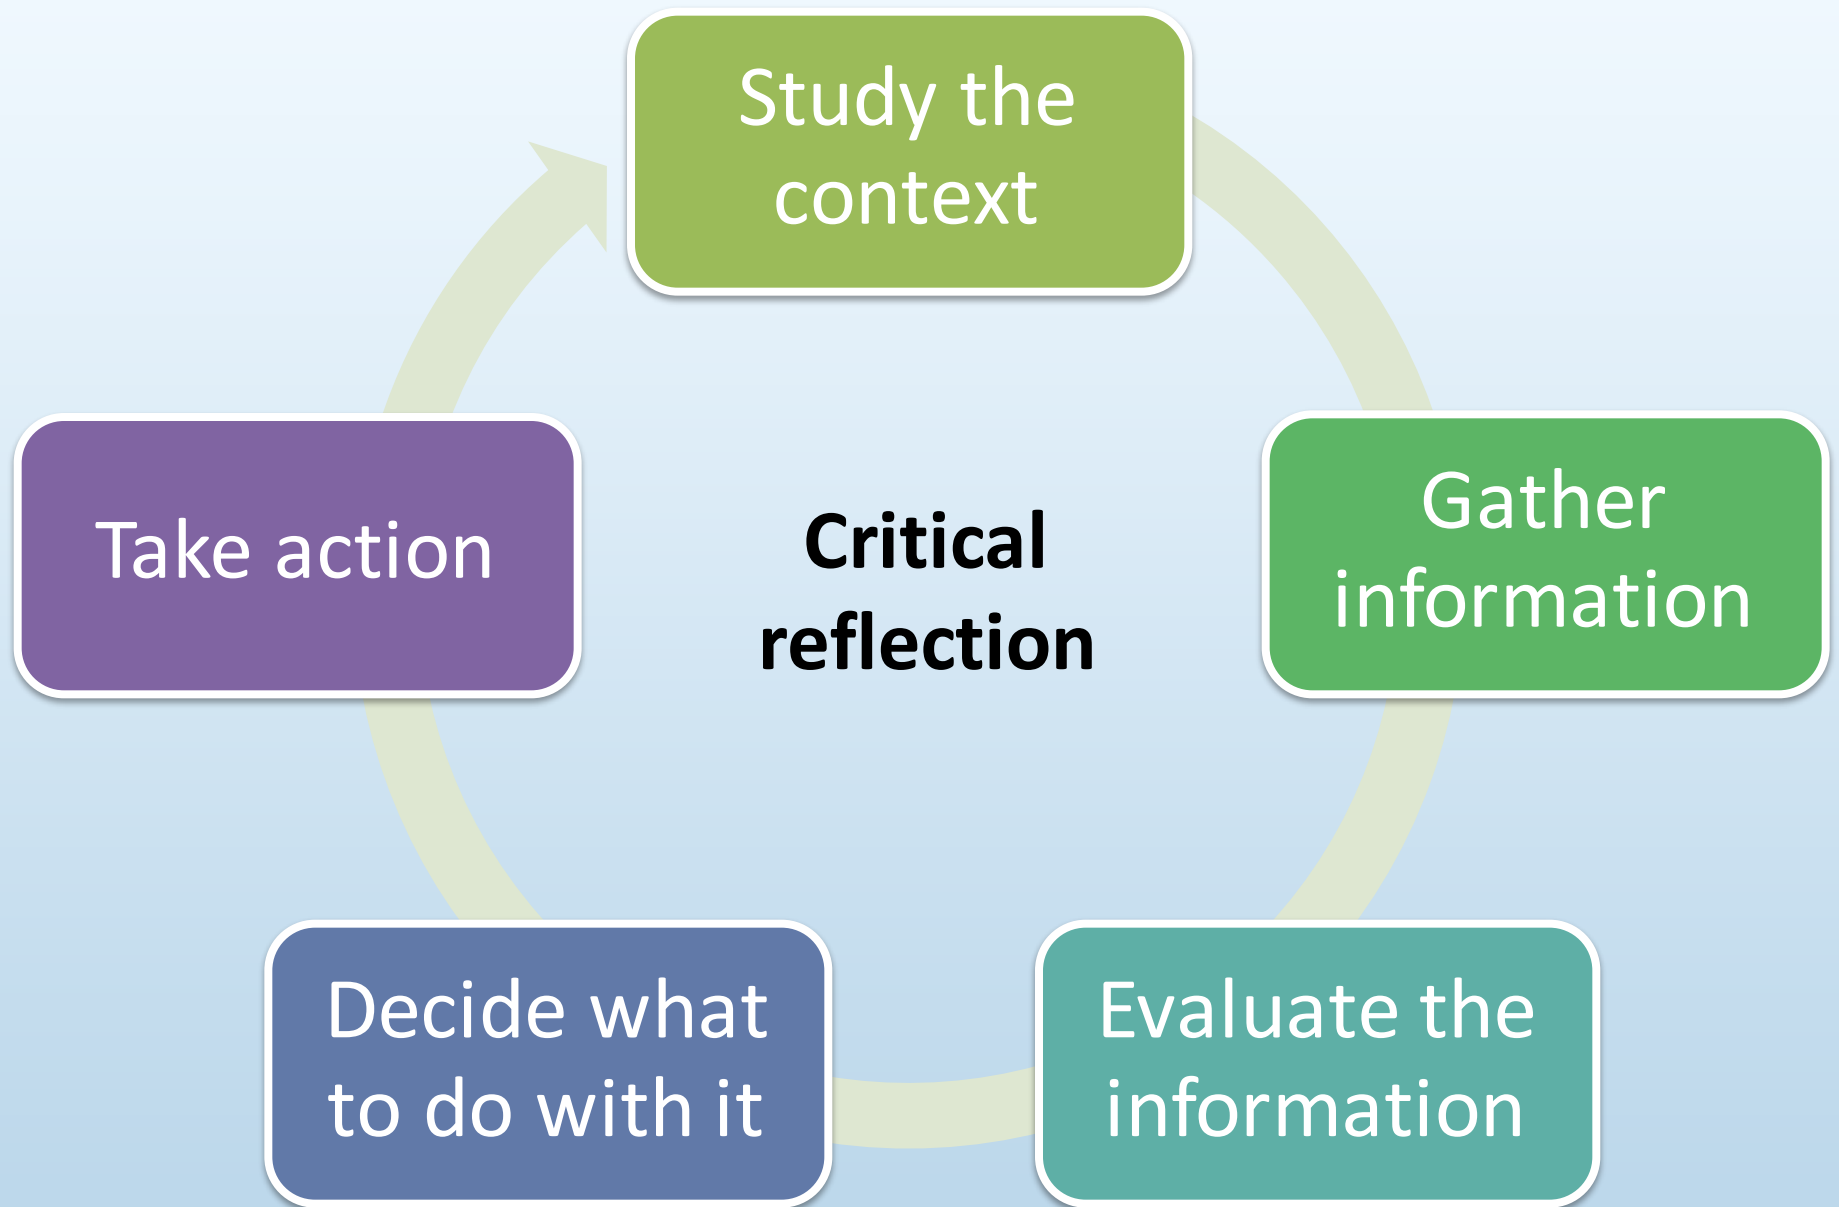 Study the
context
Gather
information
Evaluate the
information
Decide what
to do with it
Take action
Critical
reflection